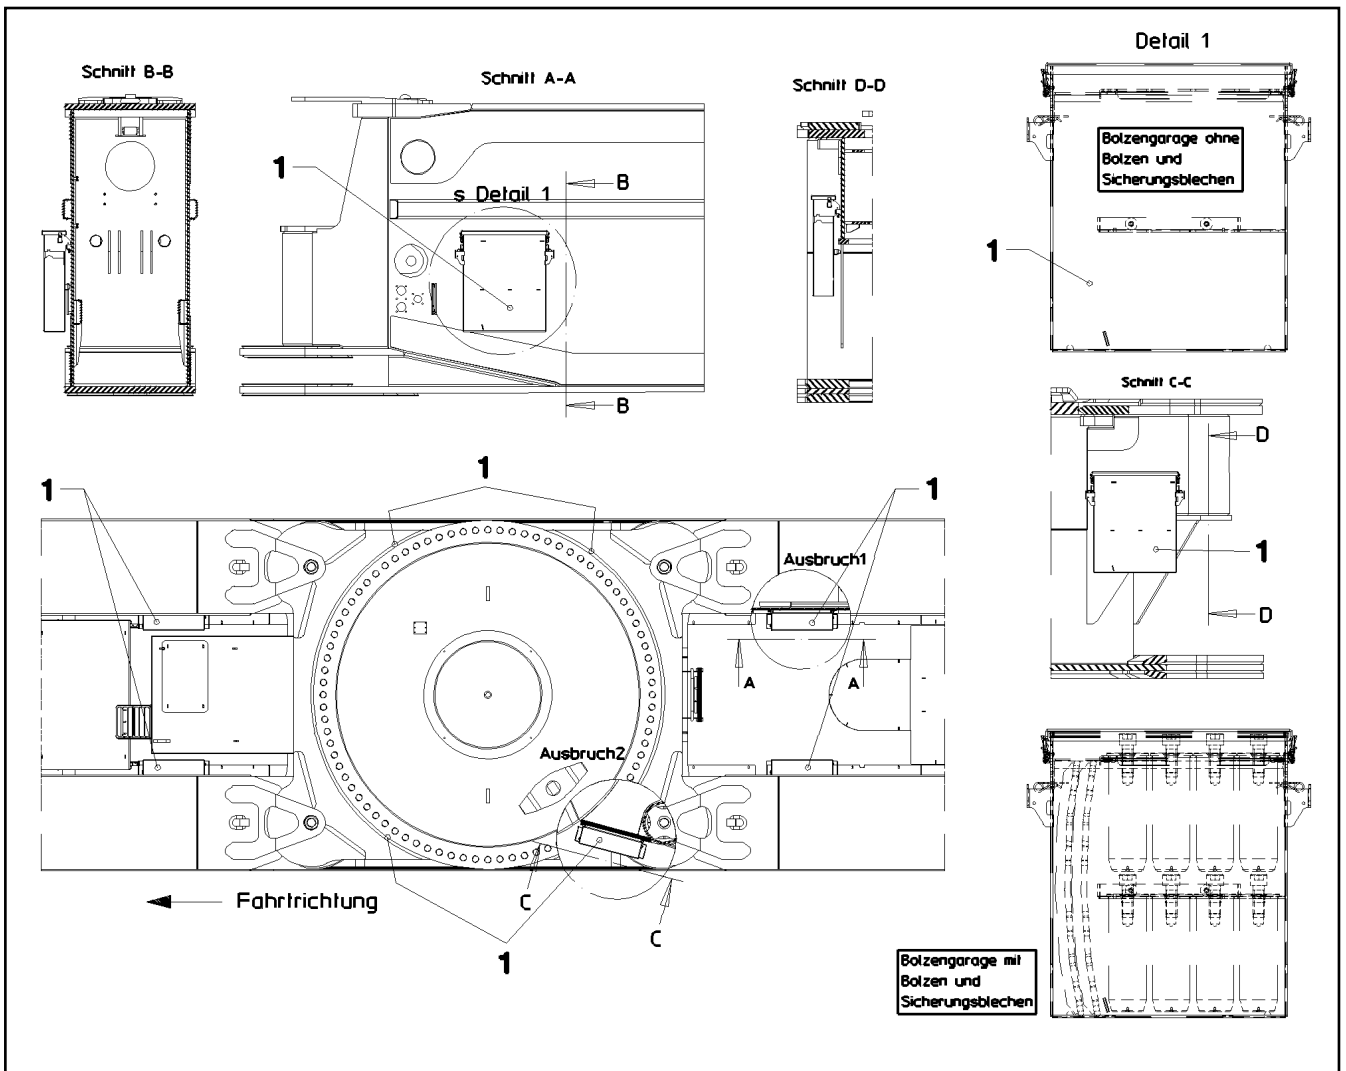 Detail 1
Schnitt B-B
Schnitt A-A
Schnitt D-D
Bolzengarage ohne
Bolzen und
Sicherungsblechen
1
s Detail 1
B
1
B
Schnitt C-C
D
1
1
1
1
Ausbruch1
D
A
A
Ausbruch2
Fahrtrichtung
C
C
1
Bolzengarage mit
Bolzen und
Sicherungsblechen